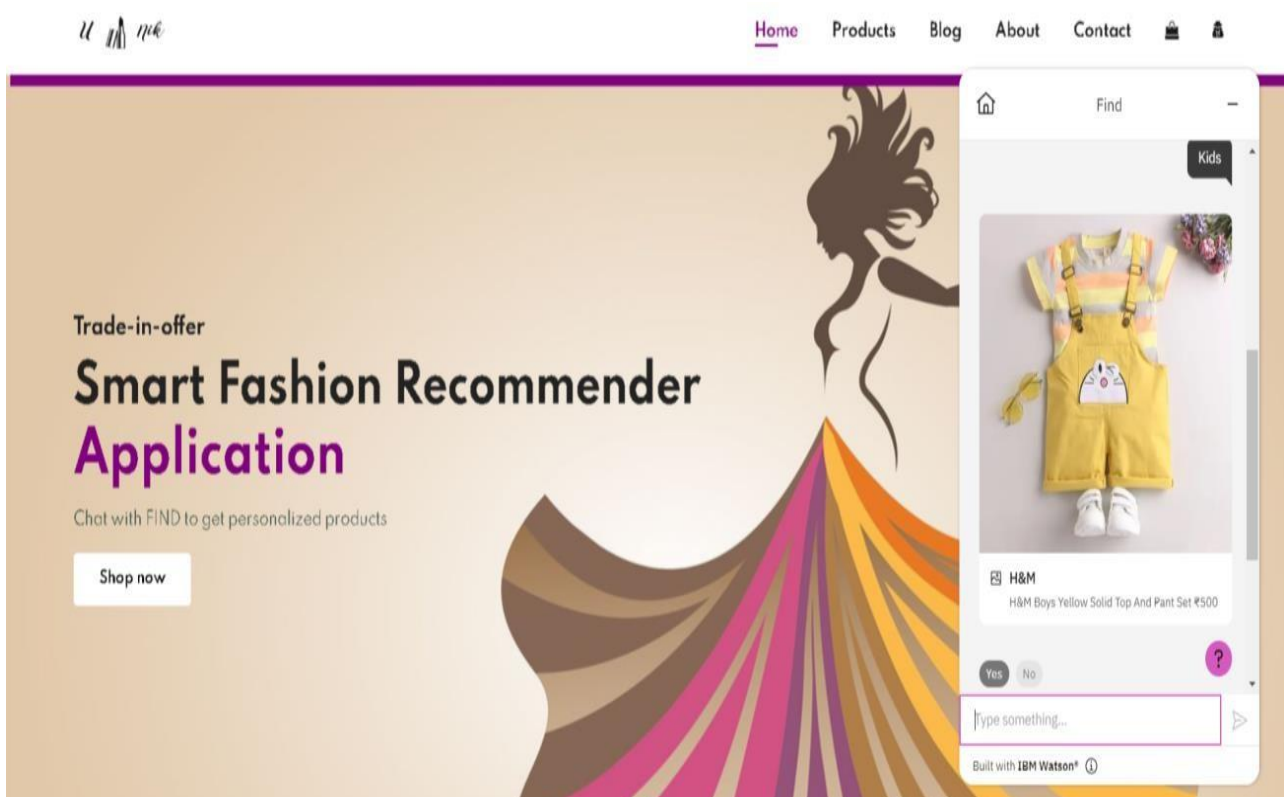 U nik
Home Products Blog About Contact
Find
Kids
Trade-in-offer
Smart Fashion Recommender
Application
Chat with FIND to get personalized products
Shop now
H&M
H&M Boys Yellow Solid Top And Pant Set ₹500
?
Yes No
Type something...
Built with IBM Watson®